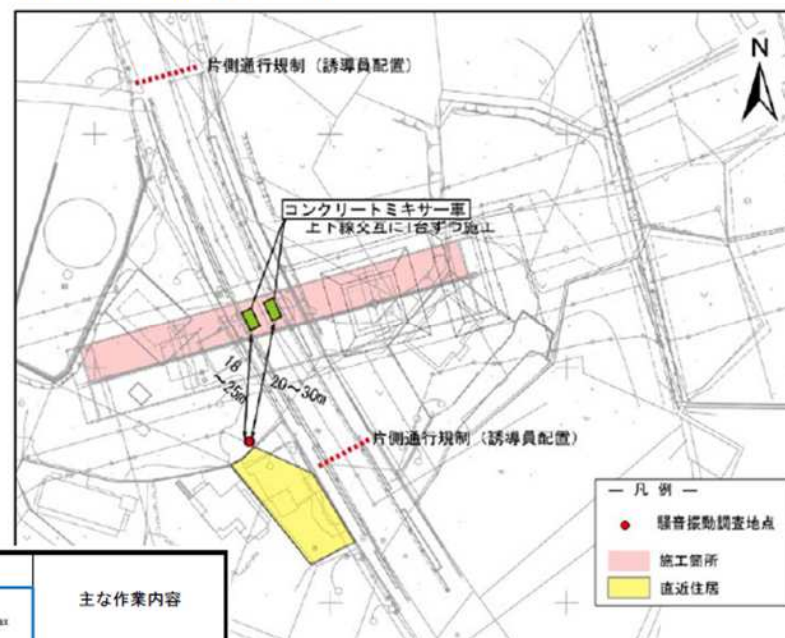 片側通行規制（誘導員配置）
N
コンクリートミキサー車
上下線交互に1台ずつ施工
18
～25m
20～30m
片側通行規制（誘導員配置）
― 凡 例 ―
騒音振動調査地点
施工箇所
直近住居
主な作業内容